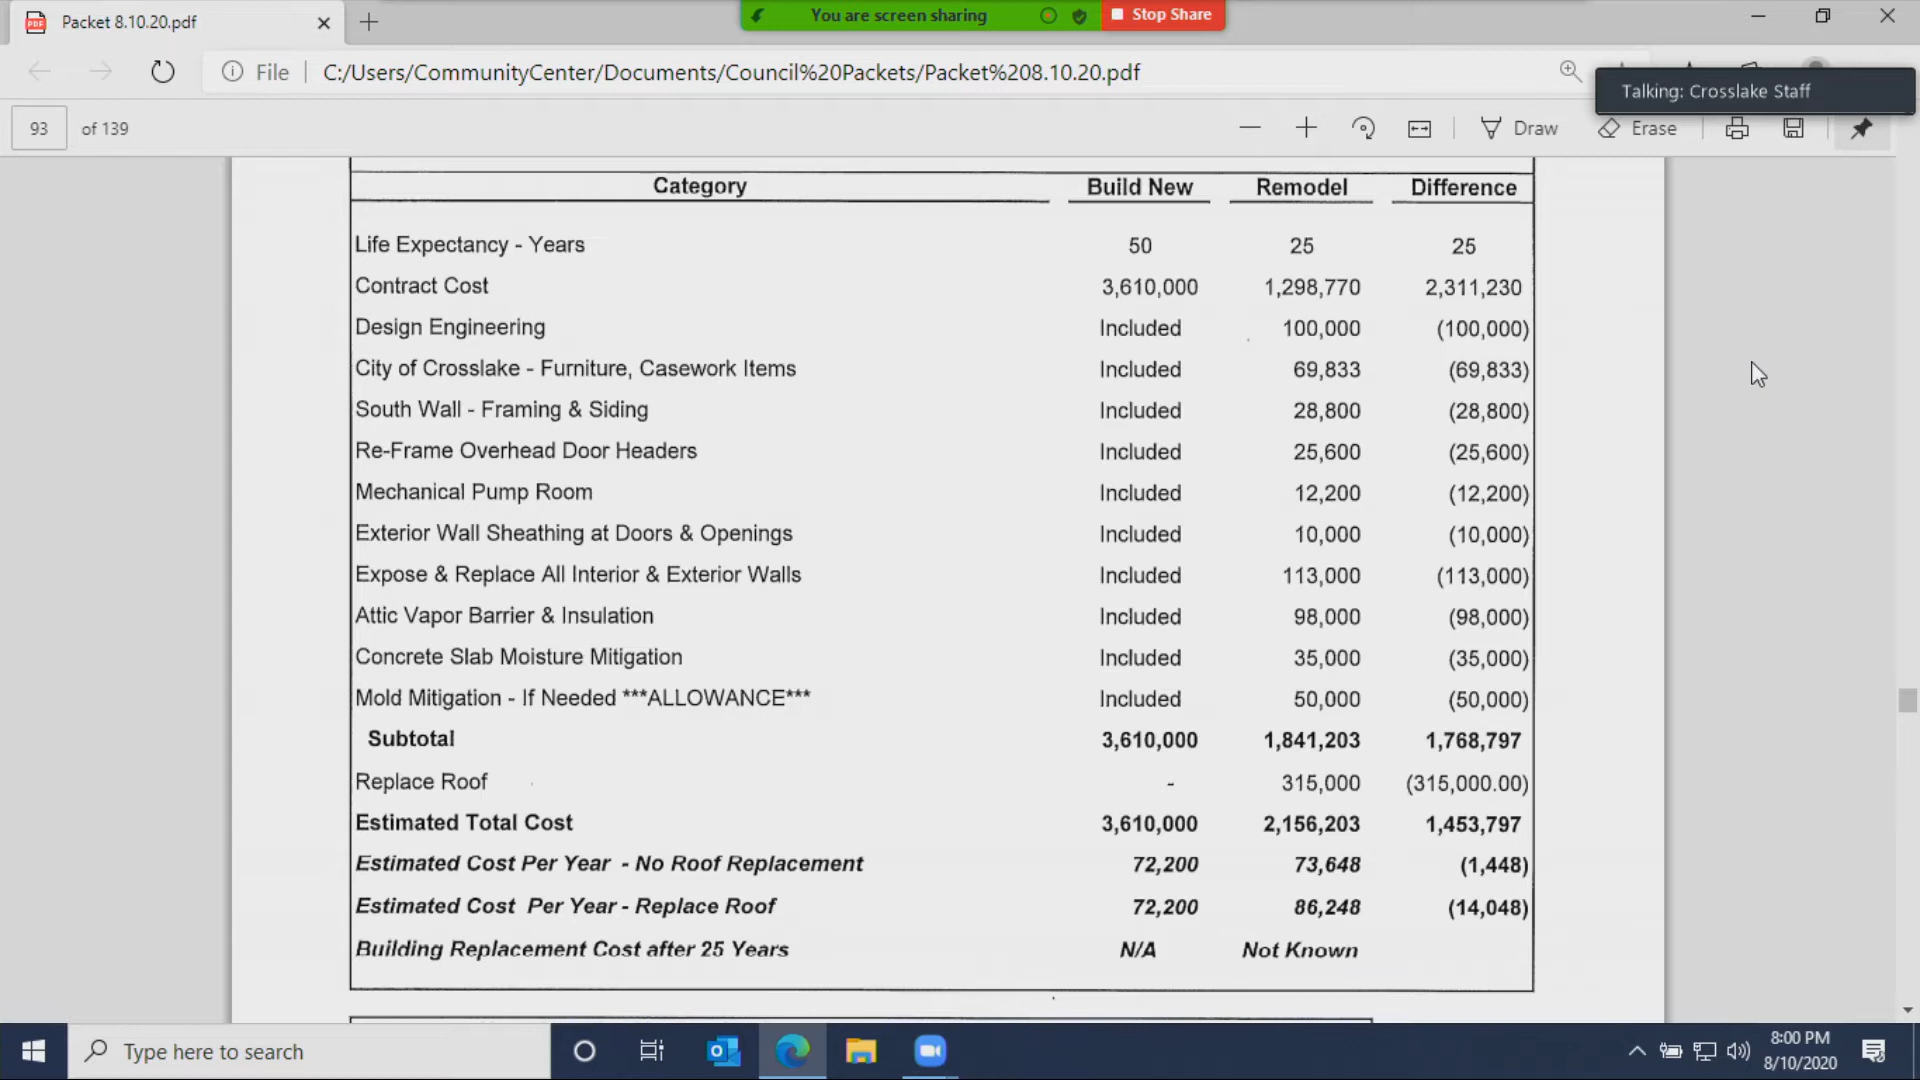 Packet 8.10.20.pdf
You are screen sharing
Stop Share
File
C:/Users/CommunityCenter/Documents/Council%20Packets/Packet%208.10.20.pdf
Talking: Crosslake Staff
93 of 139
Draw
Erase
Category Build New Remodel Difference
Life Expectancy - Years 50 25 25
Contract Cost 3,610,000 1,298,770 2,311,230
Design Engineering Included 100,000 (100,000)
City of Crosslake - Furniture, Casework Items Included 69,833 (69,833)
South Wall - Framing & Siding Included 28,800 (28,800)
Re-Frame Overhead Door Headers Included 25,600 (25,600)
Mechanical Pump Room Included 12,200 (12,200)
Exterior Wall Sheathing at Doors & Openings Included 10,000 (10,000)
Expose & Replace All Interior & Exterior Walls Included 113,000 (113,000)
Attic Vapor Barrier & Insulation Included 98,000 (98,000)
Concrete Slab Moisture Mitigation Included 35,000 (35,000)
Mold Mitigation - If Needed ***ALLOWANCE*** Included 50,000 (50,000)
Subtotal 3,610,000 1,841,203 1,768,797
Replace Roof - 315,000 (315,000.00)
Estimated Total Cost 3,610,000 2,156,203 1,453,797
Estimated Cost Per Year - No Roof Replacement 72,200 73,648 (1,448)
Estimated Cost Per Year - Replace Roof 72,200 86,248 (14,048)
Building Replacement Cost after 25 Years N/A Not Known
Type here to search
8:00 PM
8/10/2020